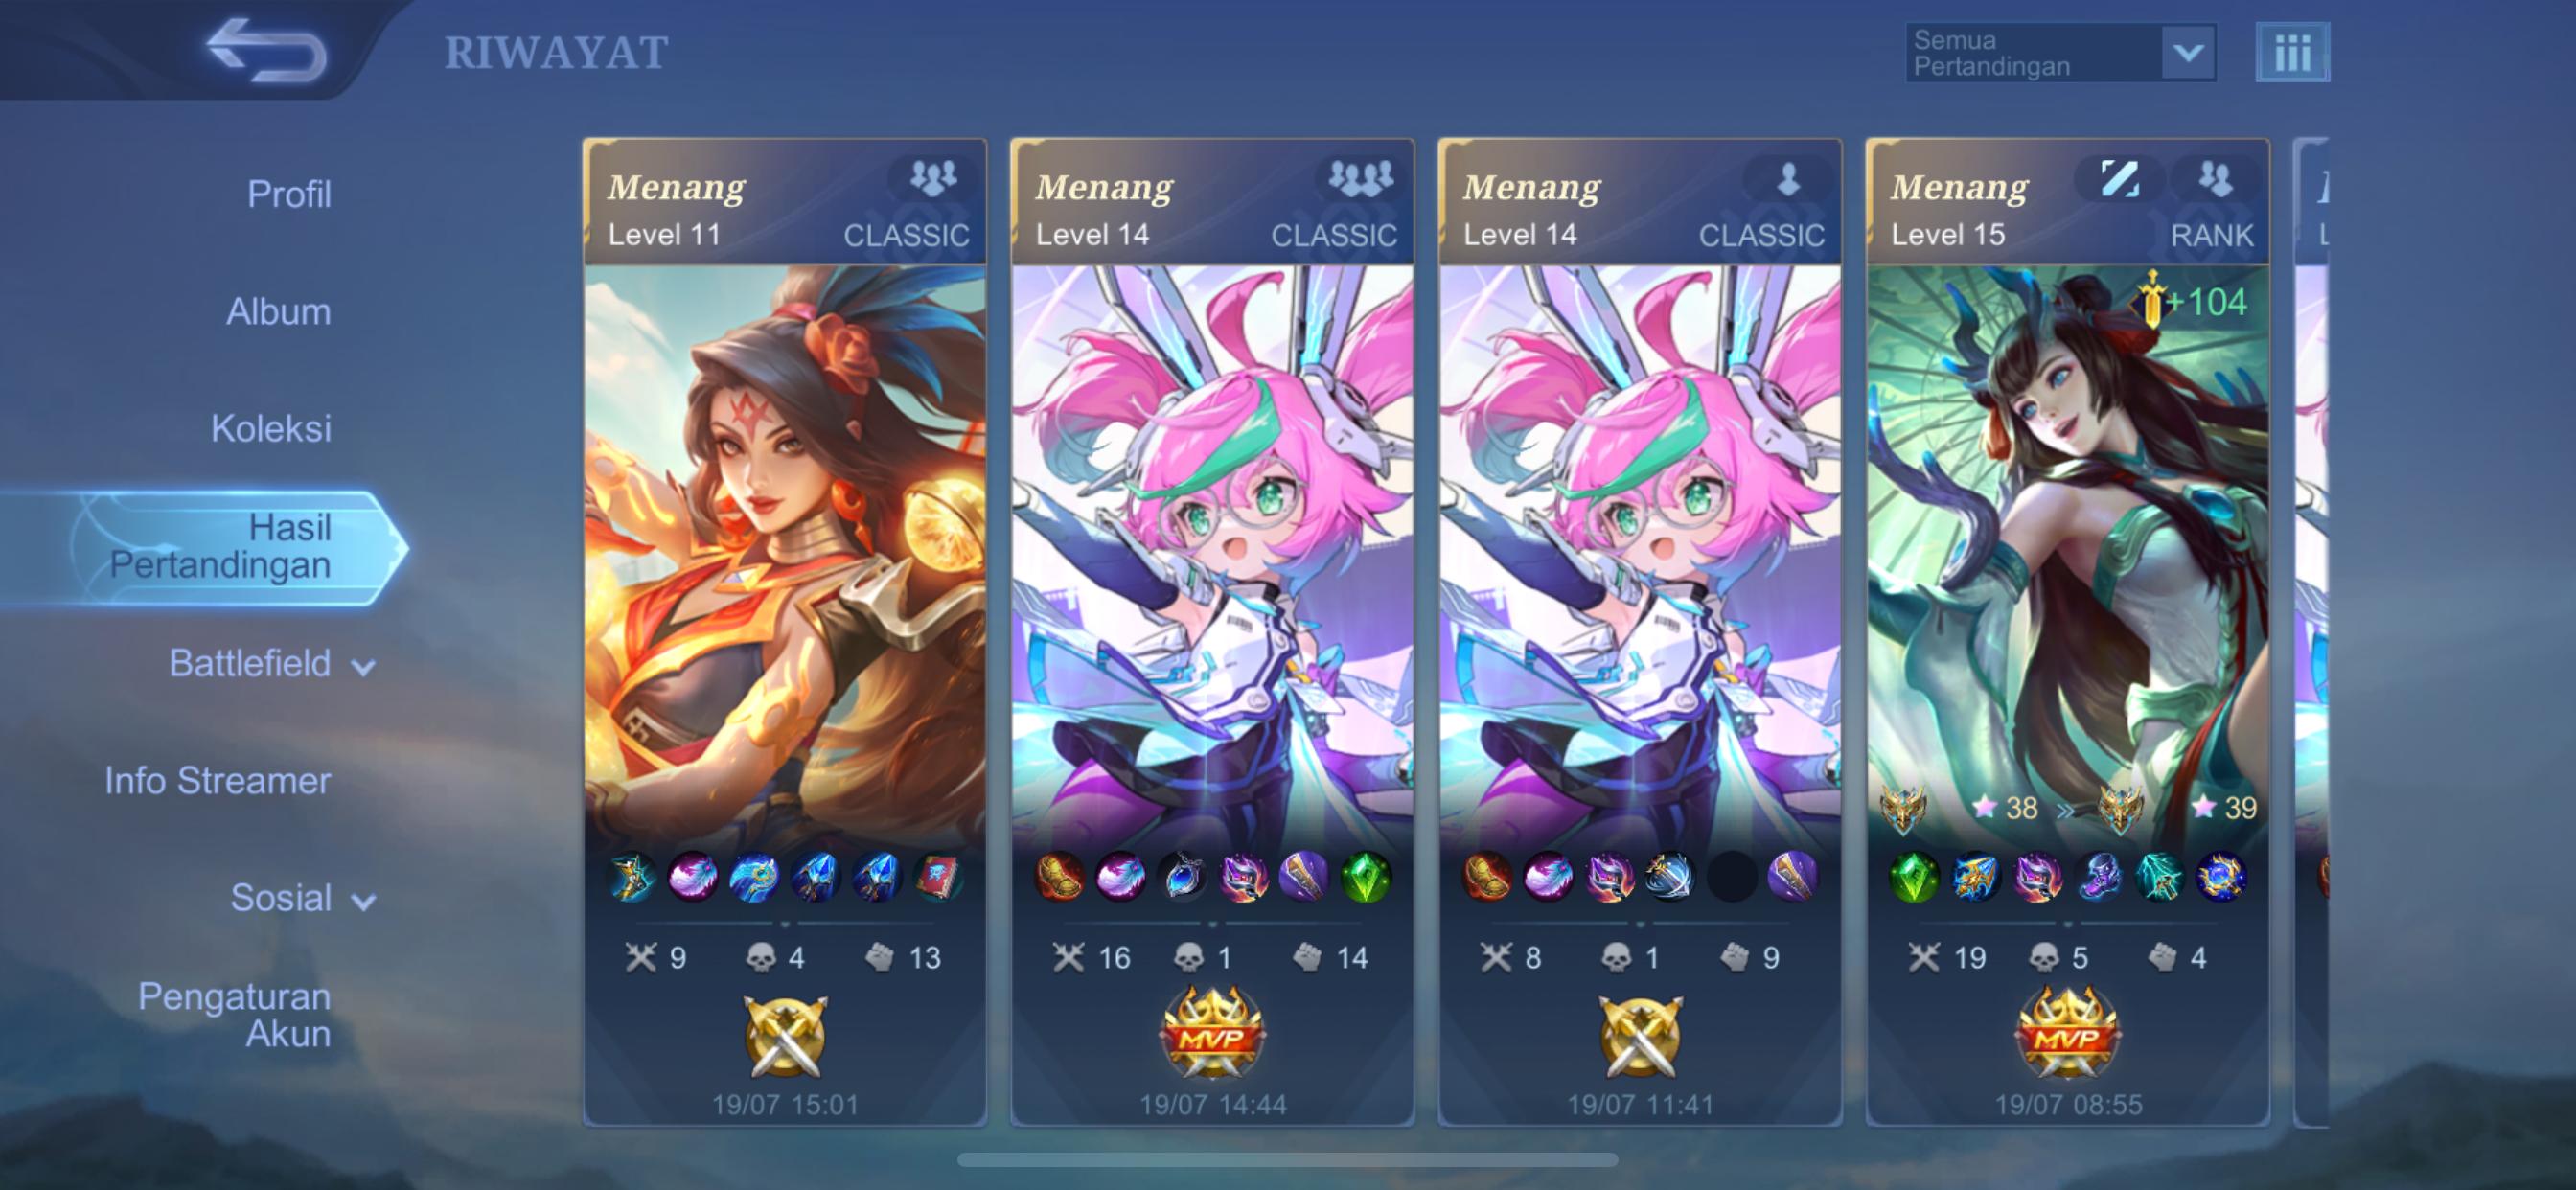 RIWAYAT
Semua
Pertandingan
Profil
Album
Koleksi
Hasil
Pertandingan
Battlefield
Info Streamer
Sosial
Pengaturan
Akun
Menang
Level 11
CLASSIC
9
4
13
19/07 15:01
Menang
Level 14
CLASSIC
16
1
14
MVP
19/07 14:44
Menang
Level 14
CLASSIC
8
1
9
19/07 11:41
Menang
Level 15
RANK
+104
38
39
19
5
4
MVP
19/07 08:55
L